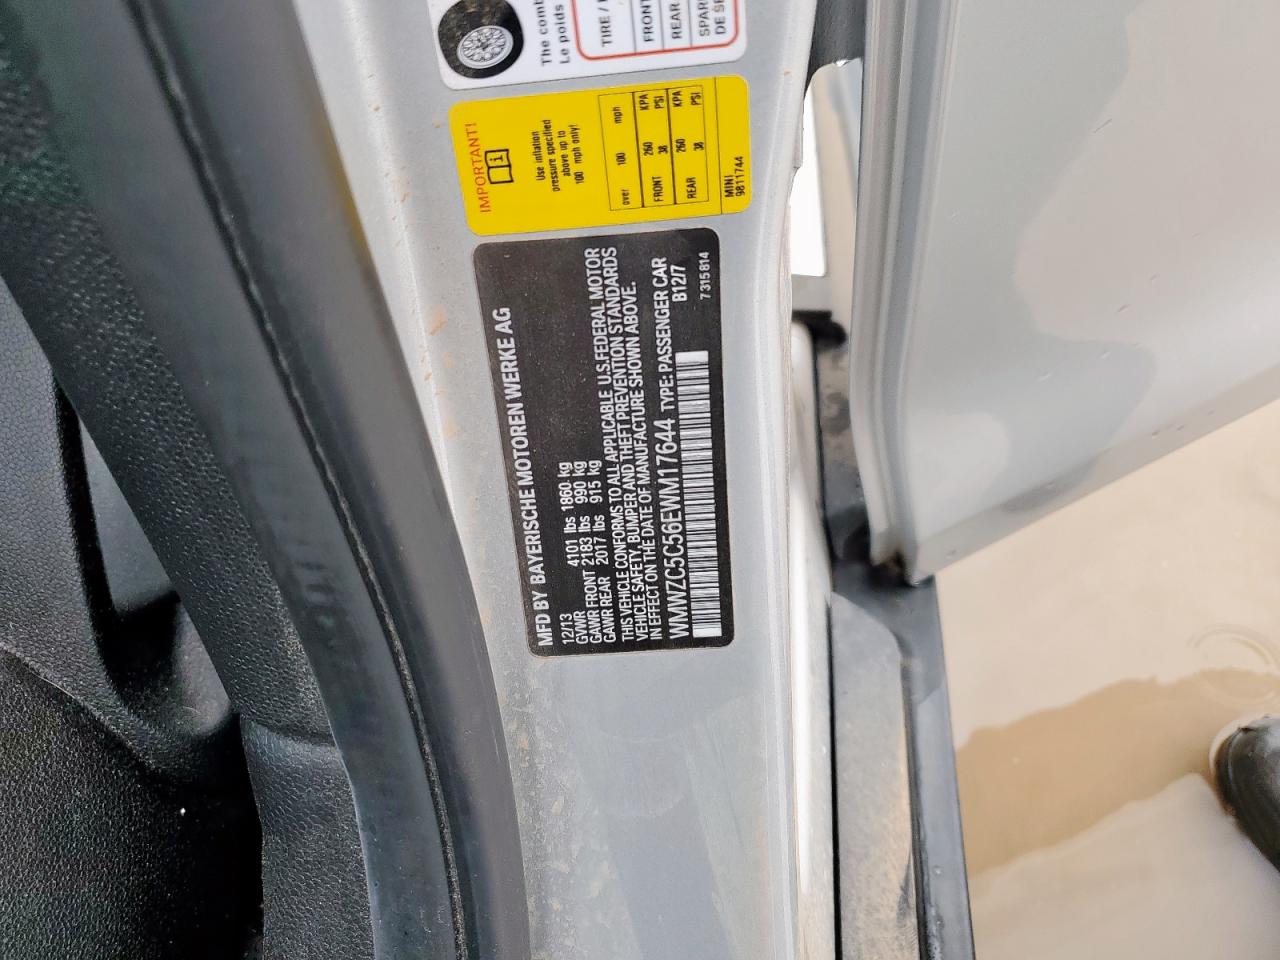 The comb
Le poids
TIRE /
FRONT
REAR
SPAR
DE SE
IMPORTANT!
Use inflation
pressure specified
above up to
100 mph only!
over 100 mph
FRONT 260 KPA
38 PSI
REAR 260 KPA
38 PSI
MINI
9811744
MFD BY BAYERISCHE MOTOREN WERKE AG
12/13
GVWR 4101 lbs 1860 kg
GAWR FRONT 2183 lbs 990 kg
GAWR REAR 2017 lbs 915 kg
THIS VEHICLE CONFORMS TO ALL APPLICABLE U.S.FEDERAL MOTOR
VEHICLE SAFETY, BUMPER AND THEFT PREVENTION STANDARDS
IN EFFECT ON THE DATE OF MANUFACTURE SHOWN ABOVE.
WMWZC5C56EWM17644 TYPE: PASSENGER CAR
B12/7
7315814